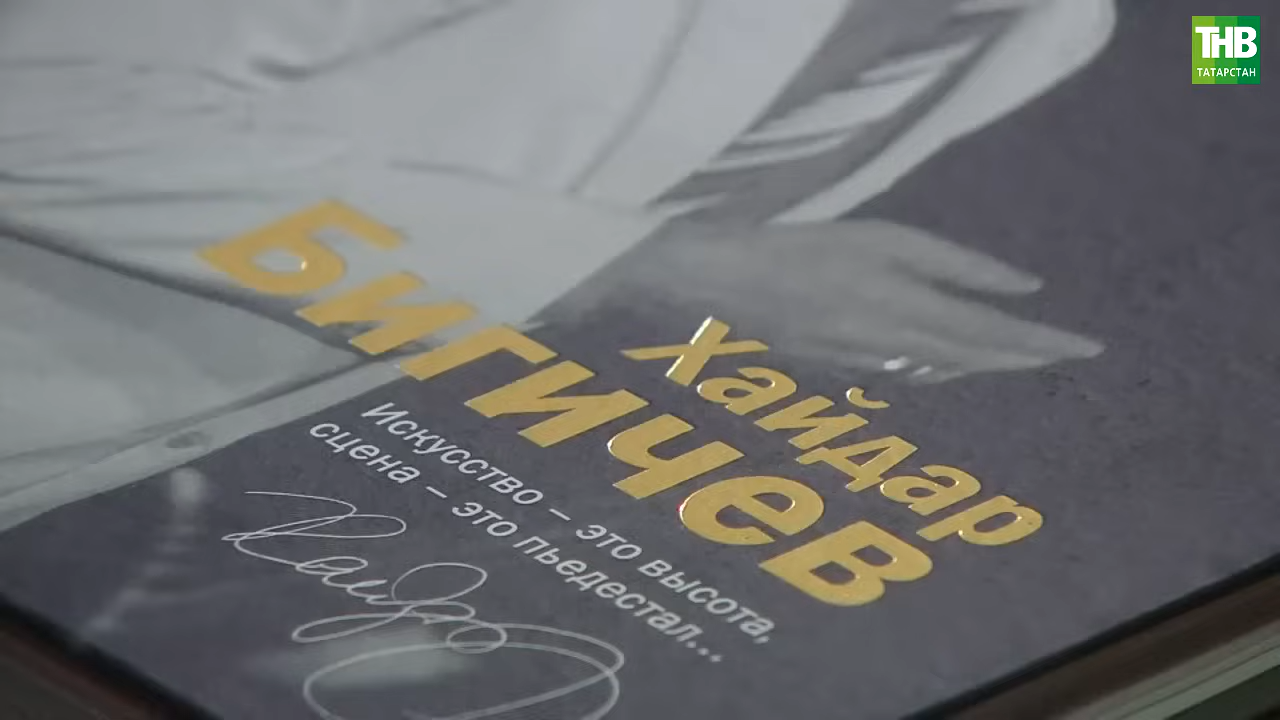 ТНВ
ТАТАРСТАН
Хайдар
Бигичев
Искусство – это высота,
сцена – это пьедестал...